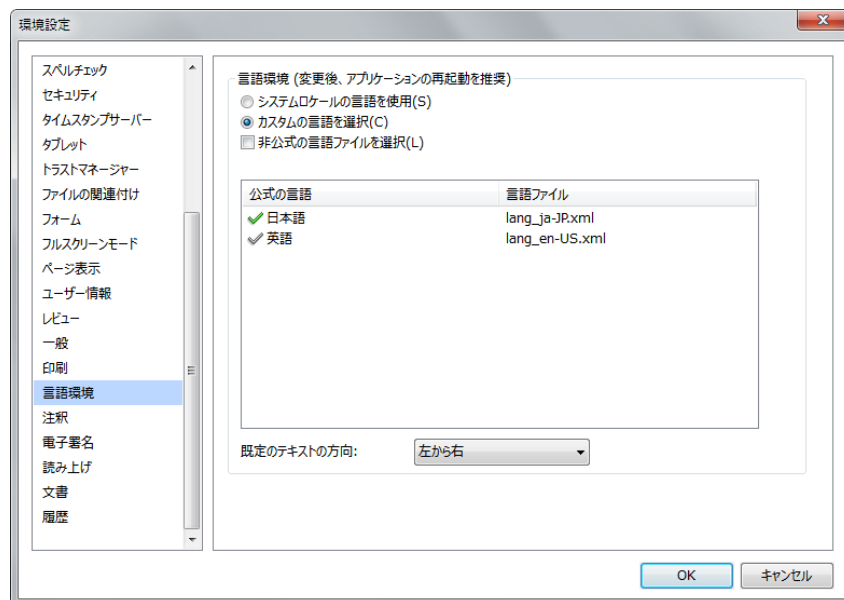 環境設定
スペルチェック
セキュリティ
タイムスタンプサーバー
タブレット
トラストマネージャー
ファイルの関連付け
フォーム
フルスクリーンモード
ページ表示
ユーザー情報
レビュー
一般
印刷
言語環境
注釈
電子署名
読み上げ
文書
履歴
言語環境 (変更後、アプリケーションの再起動を推奨)
システムロケールの言語を使用(S)
カスタムの言語を選択(C)
非公式の言語ファイルを選択(L)
公式の言語 言語ファイル
日本語 lang_ja-JP.xml
英語 lang_en-US.xml
既定のテキストの方向: 左から右
OK キャンセル